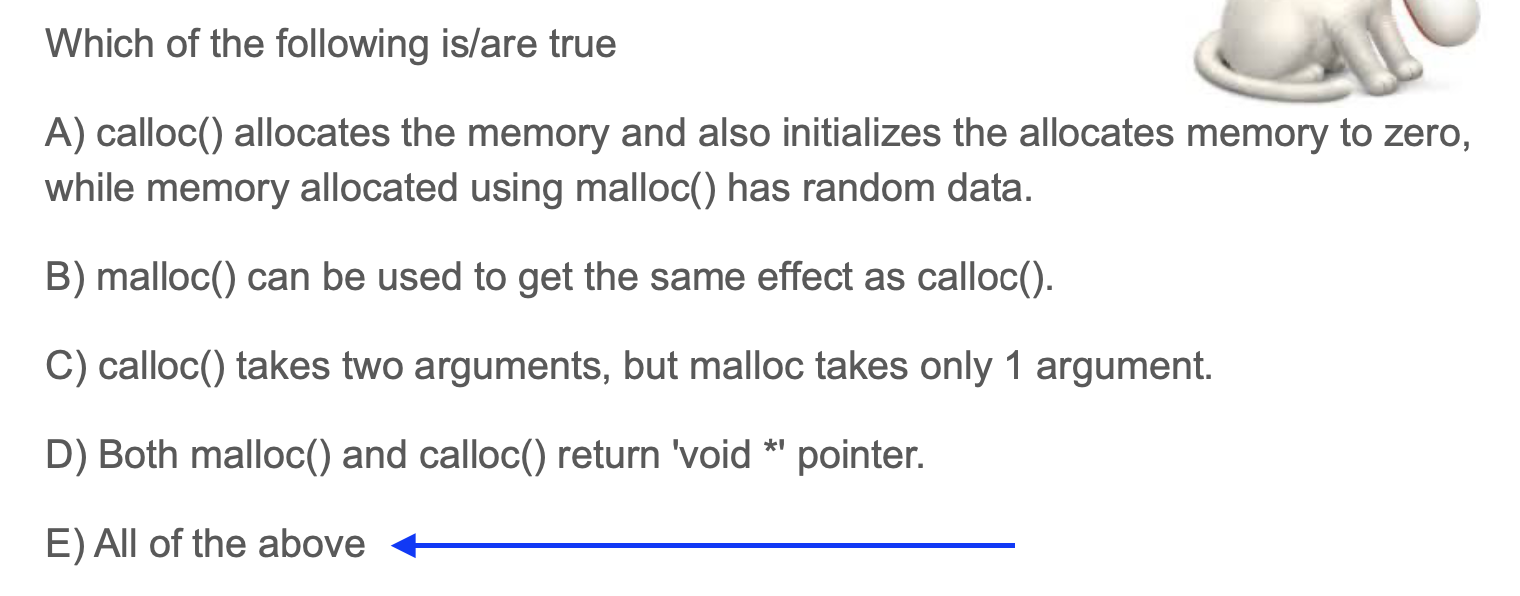 Which of the following is/are true
A) calloc() allocates the memory and also initializes the allocates memory to zero,
while memory allocated using malloc() has random data.
B) malloc() can be used to get the same effect as calloc().
C) calloc() takes two arguments, but malloc takes only 1 argument.
D) Both malloc() and calloc() return 'void *' pointer.
E) All of the above